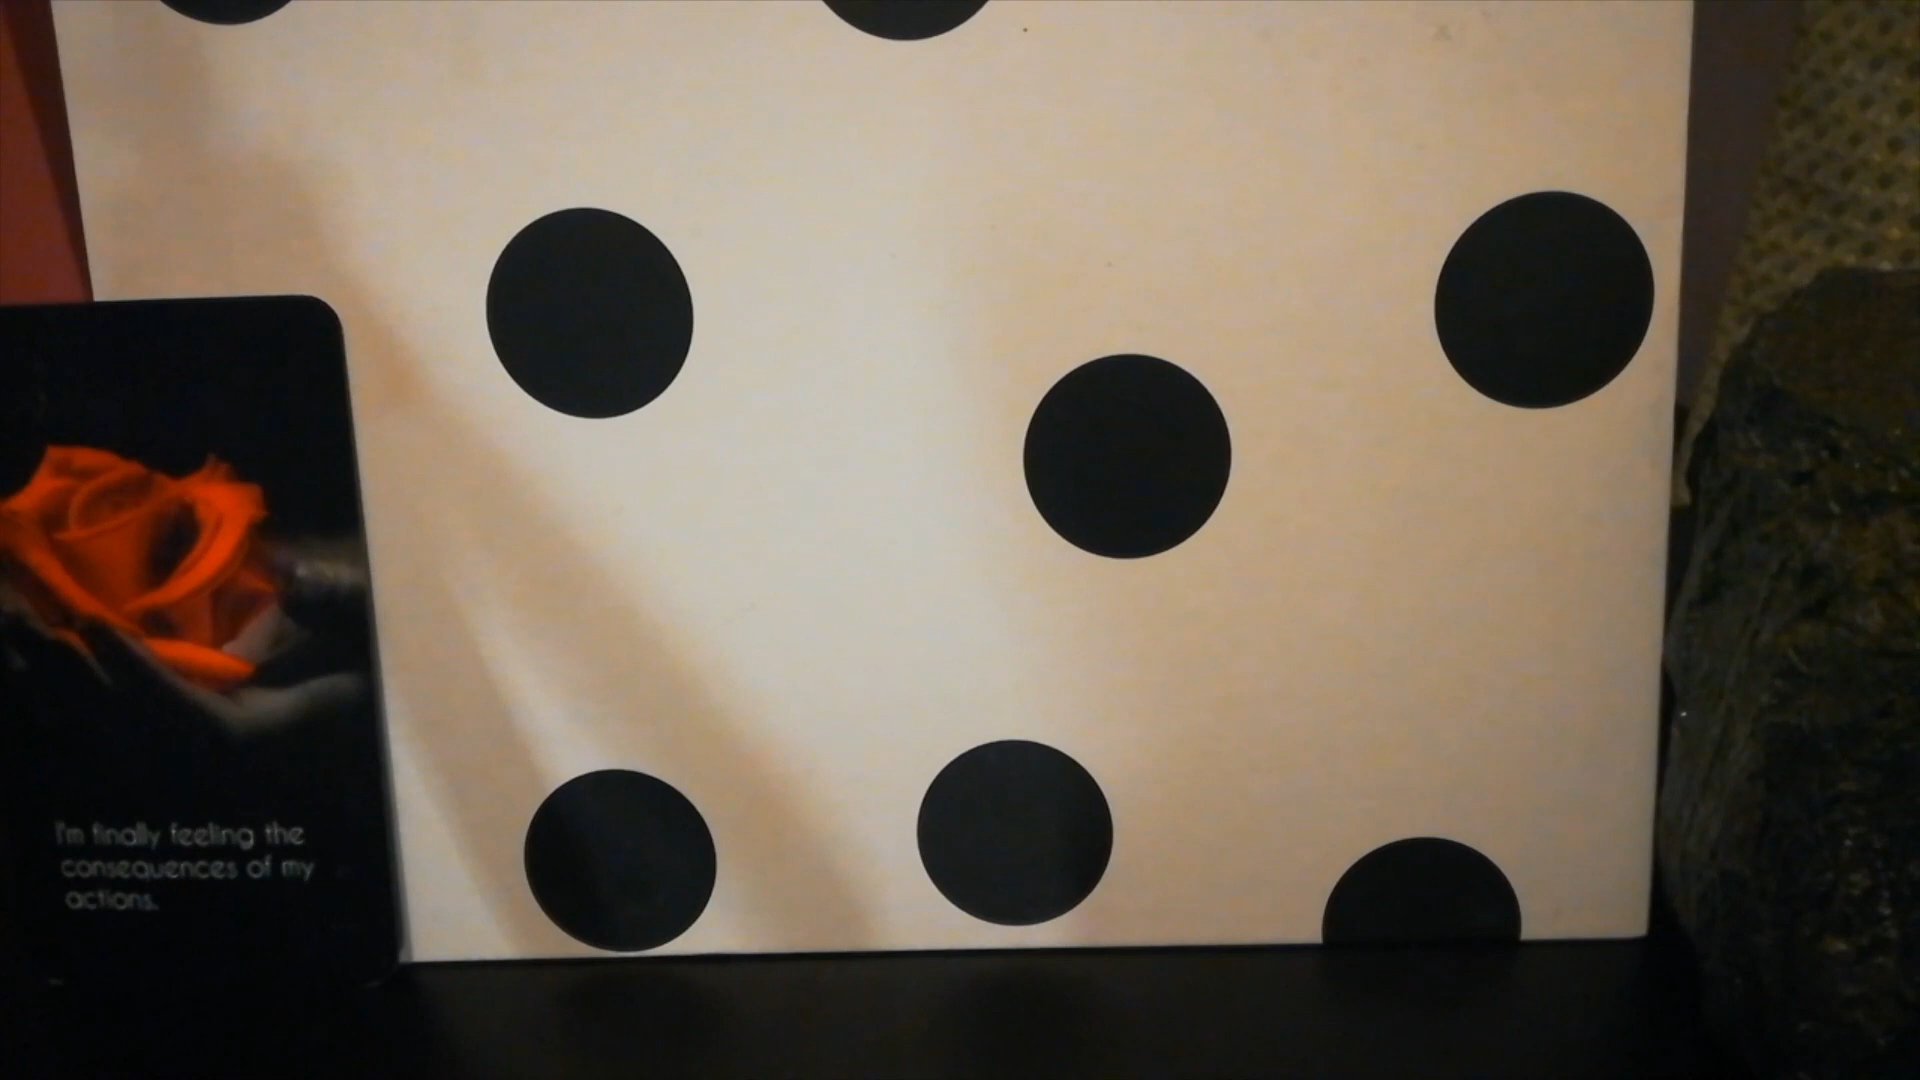 I'm finally feeling the
consequences of my
actions.